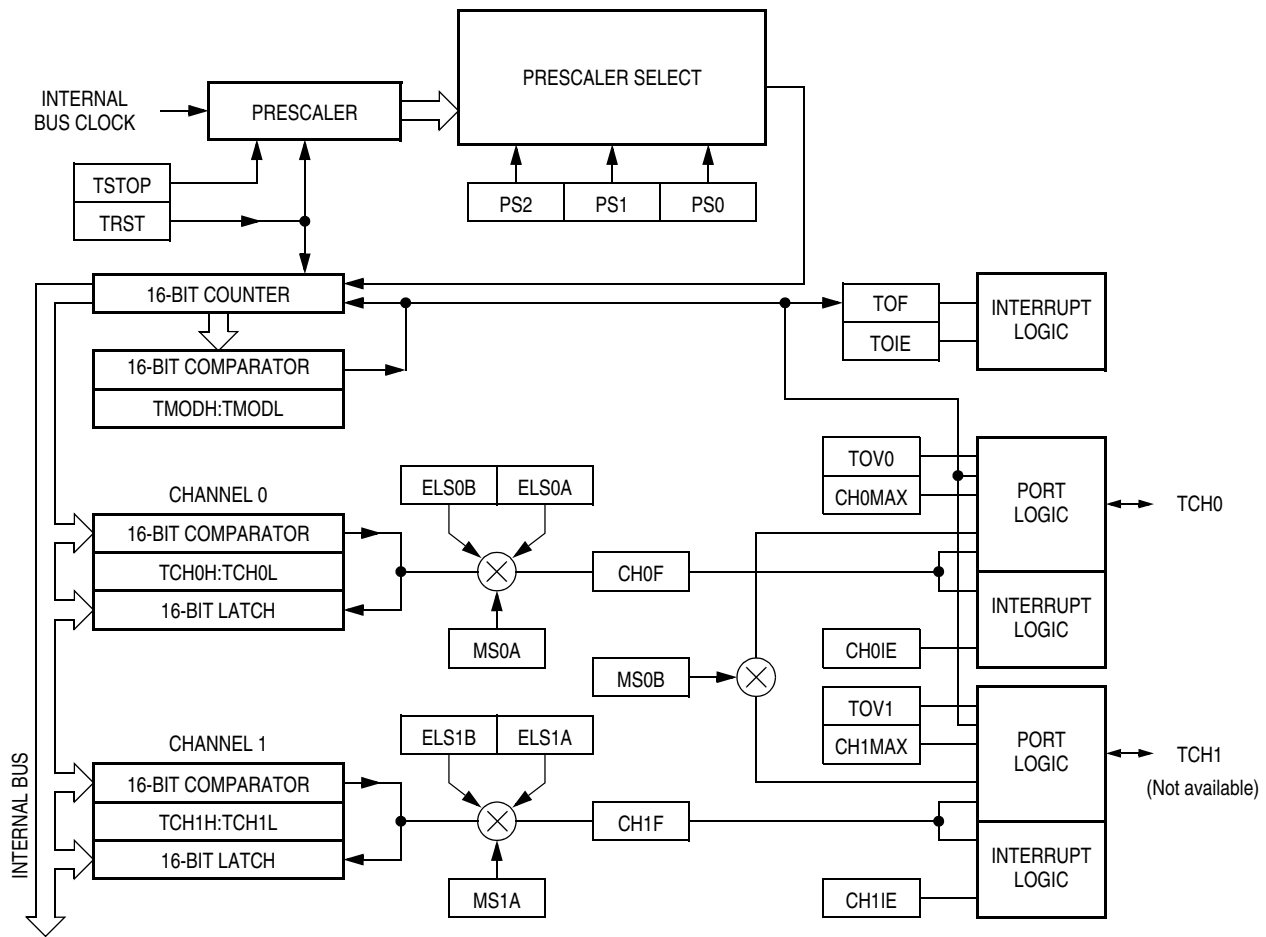 PRESCALER SELECT
INTERNAL
BUS CLOCK
PRESCALER
TSTOP
TRST
PS2 PS1 PS0
16-BIT COUNTER
16-BIT COMPARATOR
TMODH:TMODL
TOF
TOIE
INTERRUPT
LOGIC
CHANNEL 0
16-BIT COMPARATOR
TCH0H:TCH0L
16-BIT LATCH
ELS0B ELS0A
MS0A
CH0F
TOV0
CH0MAX
PORT
LOGIC
TCH0
INTERRUPT
LOGIC
CH0IE
MS0B
CHANNEL 1
16-BIT COMPARATOR
TCH1H:TCH1L
16-BIT LATCH
ELS1B ELS1A
MS1A
CH1F
TOV1
CH1MAX
PORT
LOGIC
TCH1
(Not available)
INTERRUPT
LOGIC
CH1IE
INTERNAL BUS